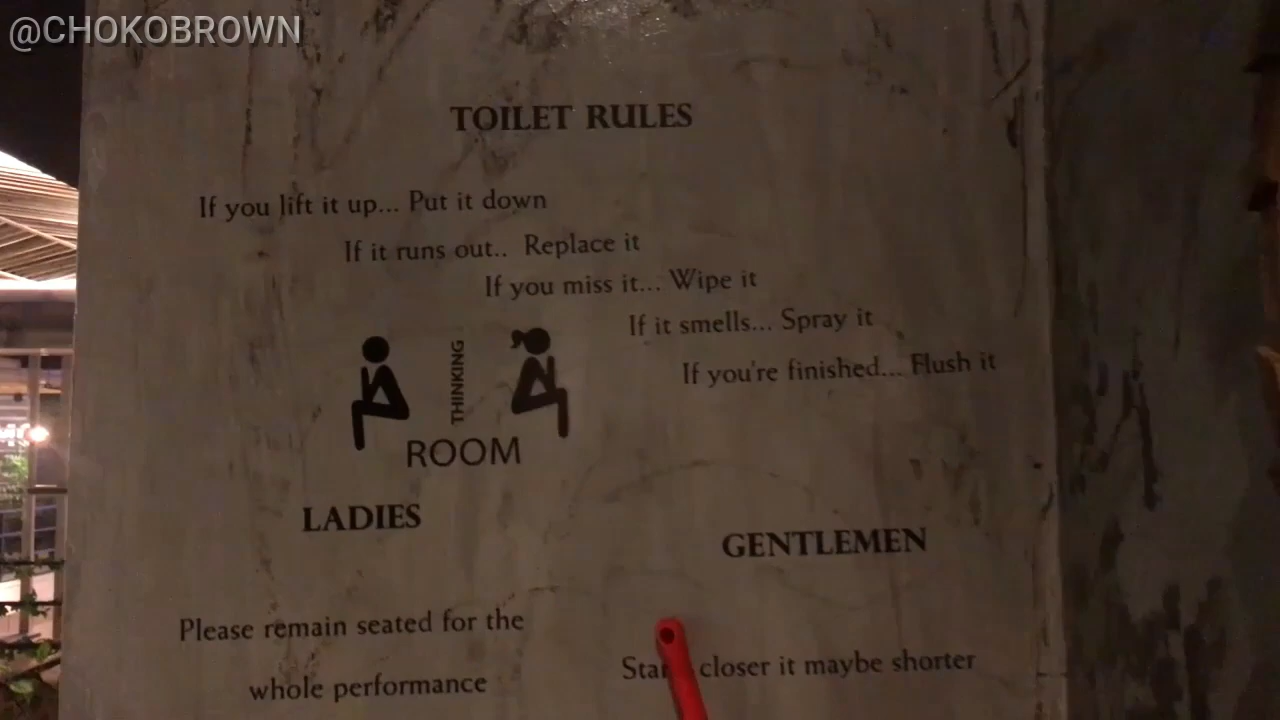 @CHOKOBROWN
TOILET RULES
If you lift it up... Put it down
If it runs out.. Replace it
If you miss it... Wipe it
If it smells... Spray it
If you're finished... Flush it
THINKING
ROOM
LADIES
Please remain seated for the
whole performance
GENTLEMEN
closer it maybe shorter